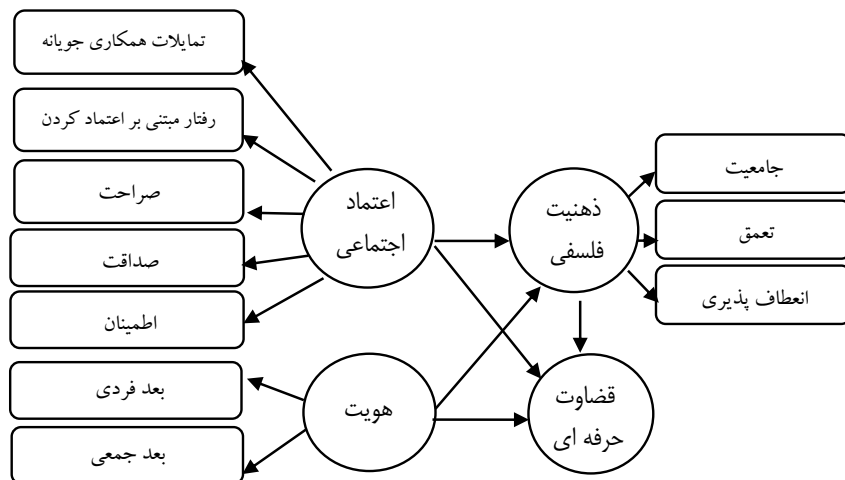 تمایلات همکاری جویانه
رفتار مبتنی بر اعتماد کردن
صراحت
صداقت
اطمینان
بعد فردی
بعد جمعی
اعتماد
اجتماعی
هویت
ذهنیت
فلسفی
قضاوت
حرفه ای
جامعیت
تعمق
انعطاف پذیری